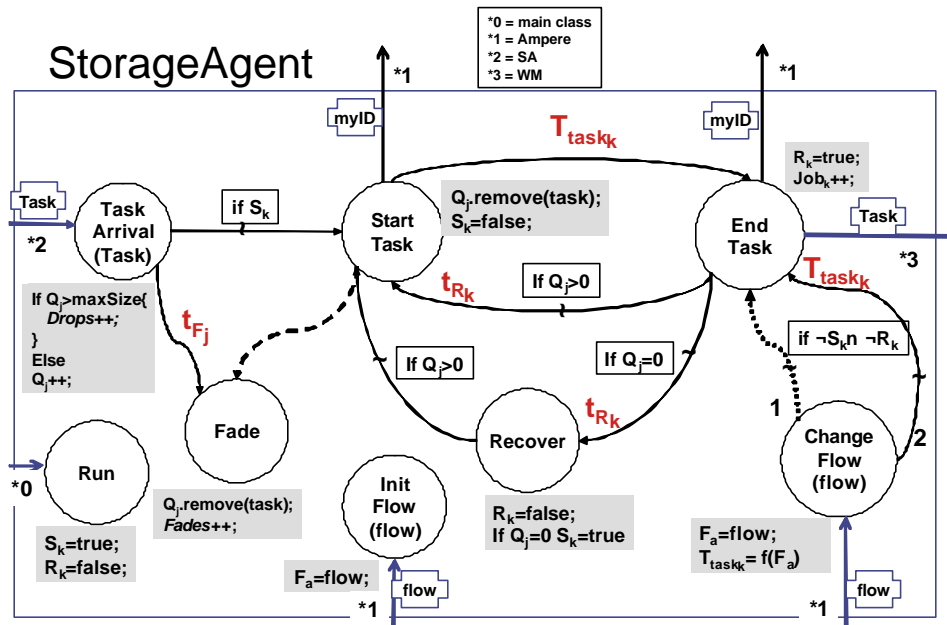 StorageAgent
*0 = main class
*1 = Ampere
*2 = SA
*3 = WM
*1
*1
myID
myID
T_task_k
R_k=true;
Job_k++;
Task
*2
Task
Arrival
(Task)
if S_k
Start
Task
Q_j.remove(task);
S_k=false;
End
Task
Task
*3
If Q_j>maxSize{
Drops++;
}
Else
Q_j++;
t_F_j
t_R_k
If Q_j>0
T_task_k
If Q_j>0
If Q_j=0
if ¬S_kn ¬R_k
t_R_k
1
2
Fade
Recover
Change
Flow
(flow)
*0
Run
Init
Flow
(flow)
Q_j.remove(task);
Fades++;
R_k=false;
If Q_j=0 S_k=true
S_k=true;
R_k=false;
F_a=flow;
F_a=flow;
T_task_k= f(F_a)
*1
flow
*1
flow